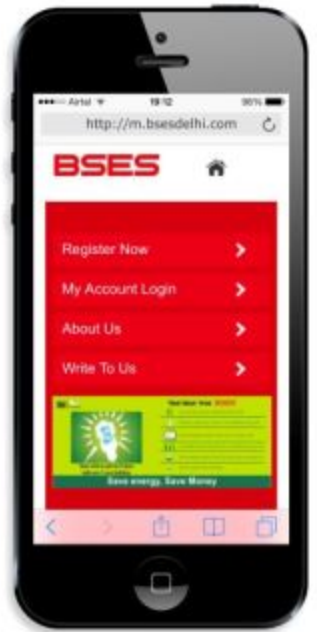 Airtel 19:12
http://m.bsesdelhi.com
BSES
Register Now
My Account Login
About Us
Write To Us
BSES
Save energy, Save Money